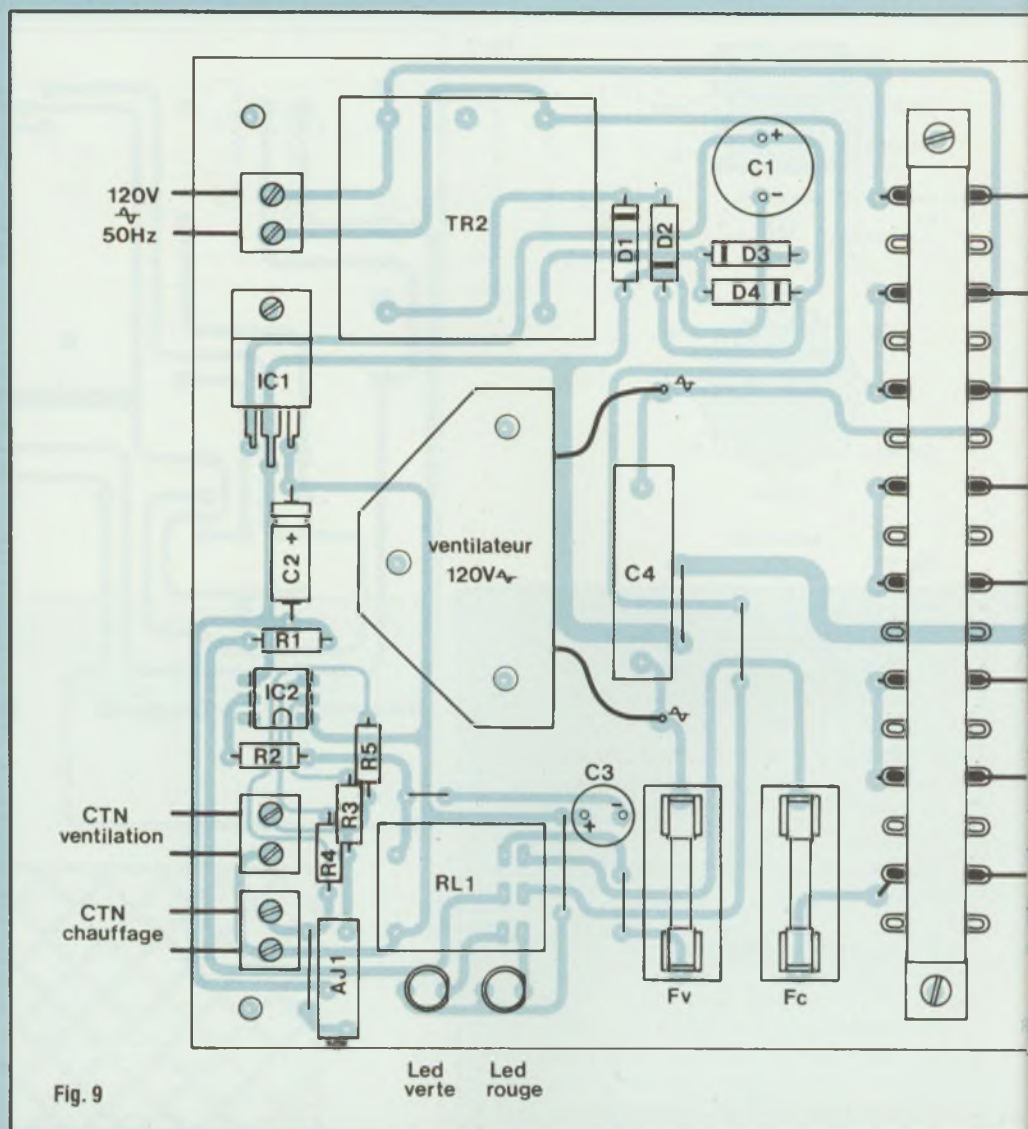 120V
50Hz
TR2
C1
+
-
D1
D2
D3
D4
IC1
C2 +
ventilateur
120V
C4
R1
IC2
R2
R5
R3
R4
CTN
ventilation
CTN
chauffage
C3
+
-
RL1
AJ1
Fv
Fc
Led
verte
Led
rouge
Fig. 9